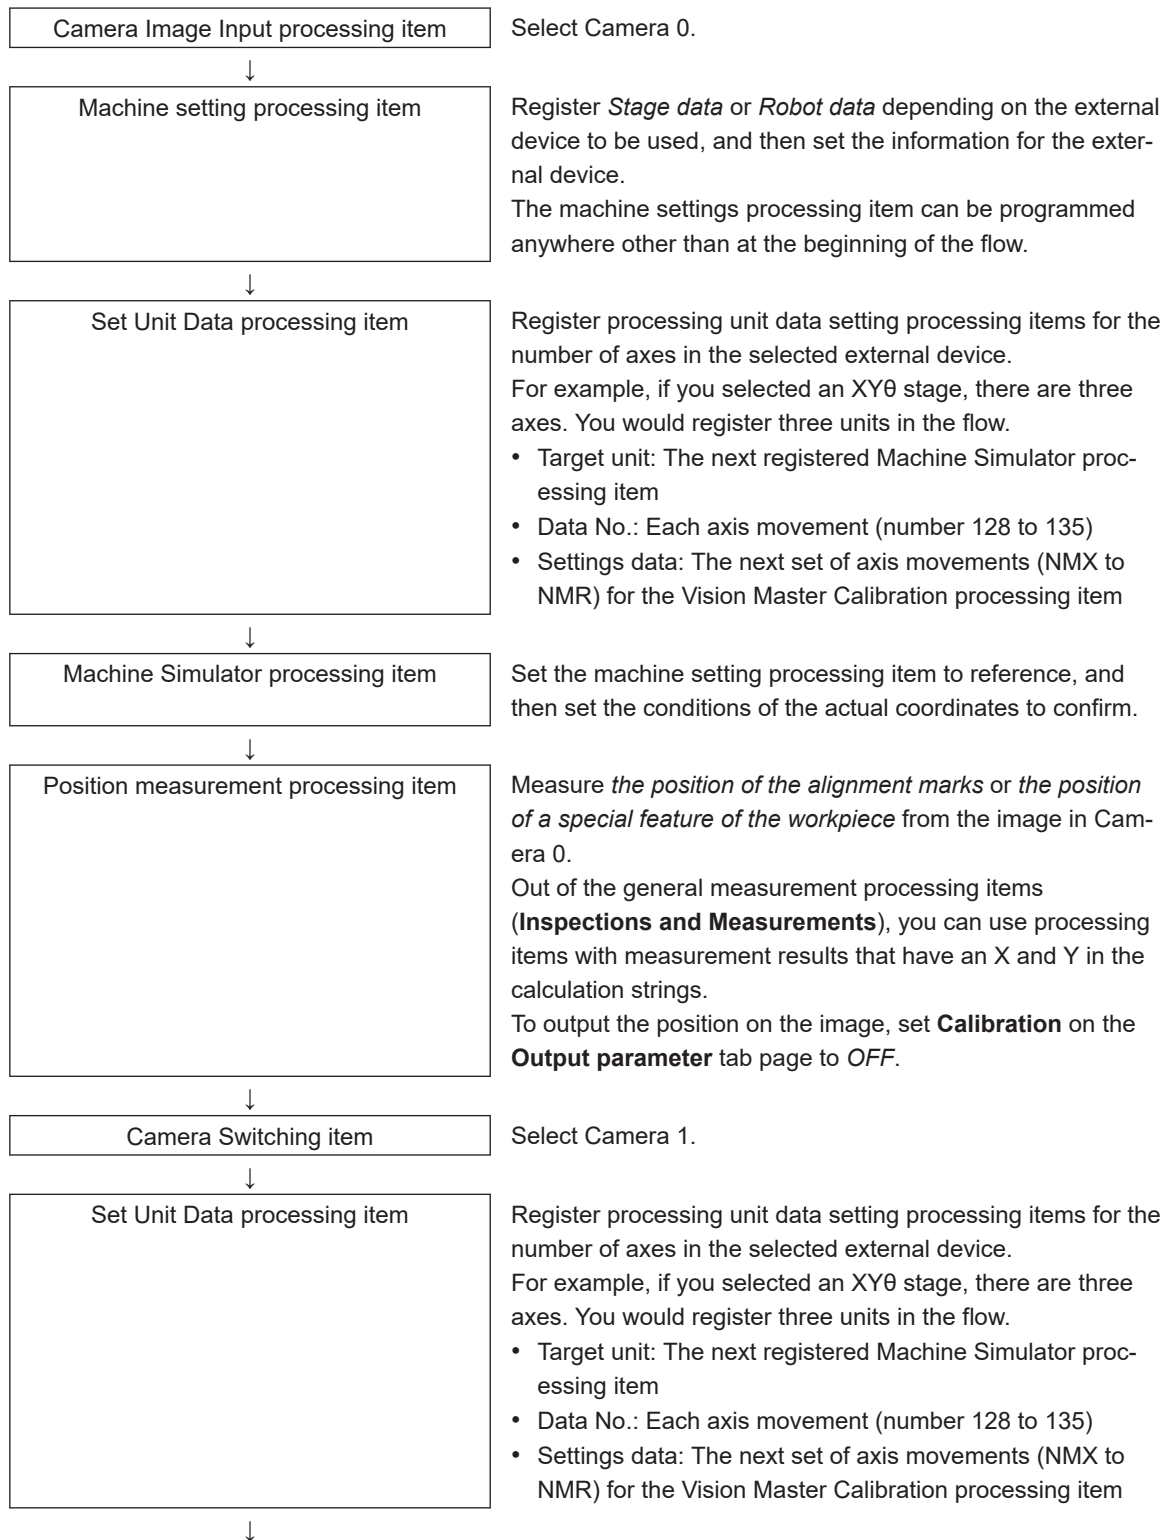 Camera Image Input processing item
Select Camera 0.
↓
Machine setting processing item
Register Stage data or Robot data depending on the external
device to be used, and then set the information for the exter-
nal device.
The machine settings processing item can be programmed
anywhere other than at the beginning of the flow.
↓
Set Unit Data processing item
Register processing unit data setting processing items for the
number of axes in the selected external device.
For example, if you selected an XYθ stage, there are three
axes. You would register three units in the flow.
• Target unit: The next registered Machine Simulator proc-
essing item
• Data No.: Each axis movement (number 128 to 135)
• Settings data: The next set of axis movements (NMX to
NMR) for the Vision Master Calibration processing item
↓
Machine Simulator processing item
Set the machine setting processing item to reference, and
then set the conditions of the actual coordinates to confirm.
↓
Position measurement processing item
Measure the position of the alignment marks or the position
of a special feature of the workpiece from the image in Cam-
era 0.
Out of the general measurement processing items
(Inspections and Measurements), you can use processing
items with measurement results that have an X and Y in the
calculation strings.
To output the position on the image, set Calibration on the
Output parameter tab page to OFF.
↓
Camera Switching item
Select Camera 1.
↓
Set Unit Data processing item
Register processing unit data setting processing items for the
number of axes in the selected external device.
For example, if you selected an XYθ stage, there are three
axes. You would register three units in the flow.
• Target unit: The next registered Machine Simulator proc-
essing item
• Data No.: Each axis movement (number 128 to 135)
• Settings data: The next set of axis movements (NMX to
NMR) for the Vision Master Calibration processing item
↓